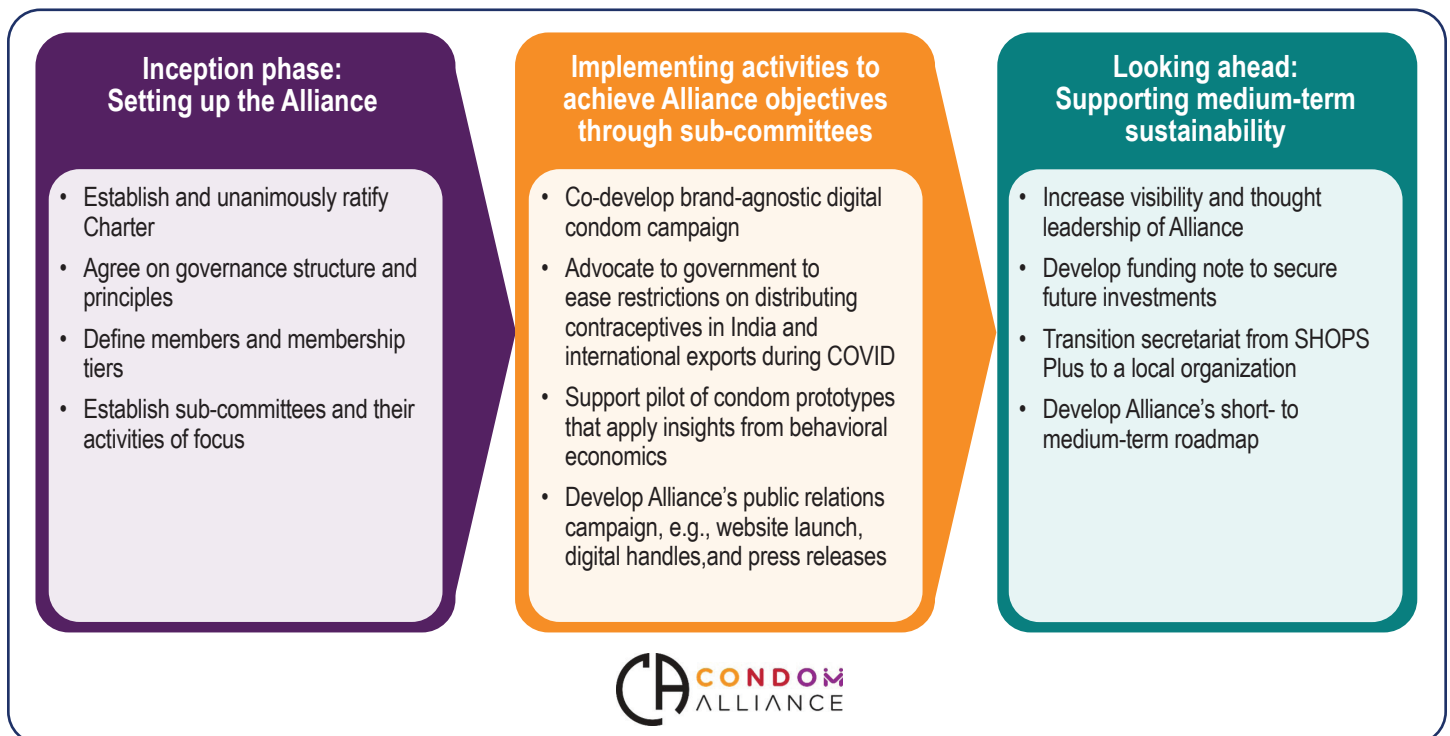 Inception phase:
Setting up the Alliance
• Establish and unanimously ratify
Charter
• Agree on governance structure and
principles
• Define members and membership
tiers
• Establish sub-committees and their
activities of focus
Implementing activities to
achieve Alliance objectives
through sub-committees
• Co-develop brand-agnostic digital
condom campaign
• Advocate to government to
ease restrictions on distributing
contraceptives in India and
international exports during COVID
• Support pilot of condom prototypes
that apply insights from behavioral
economics
• Develop Alliance's public relations
campaign, e.g., website launch,
digital handles,and press releases
Looking ahead:
Supporting medium-term
sustainability
• Increase visibility and thought
leadership of Alliance
• Develop funding note to secure
future investments
• Transition secretariat from SHOPS
Plus to a local organization
• Develop Alliance's short- to
medium-term roadmap
CA CONDOM
ALLIANCE